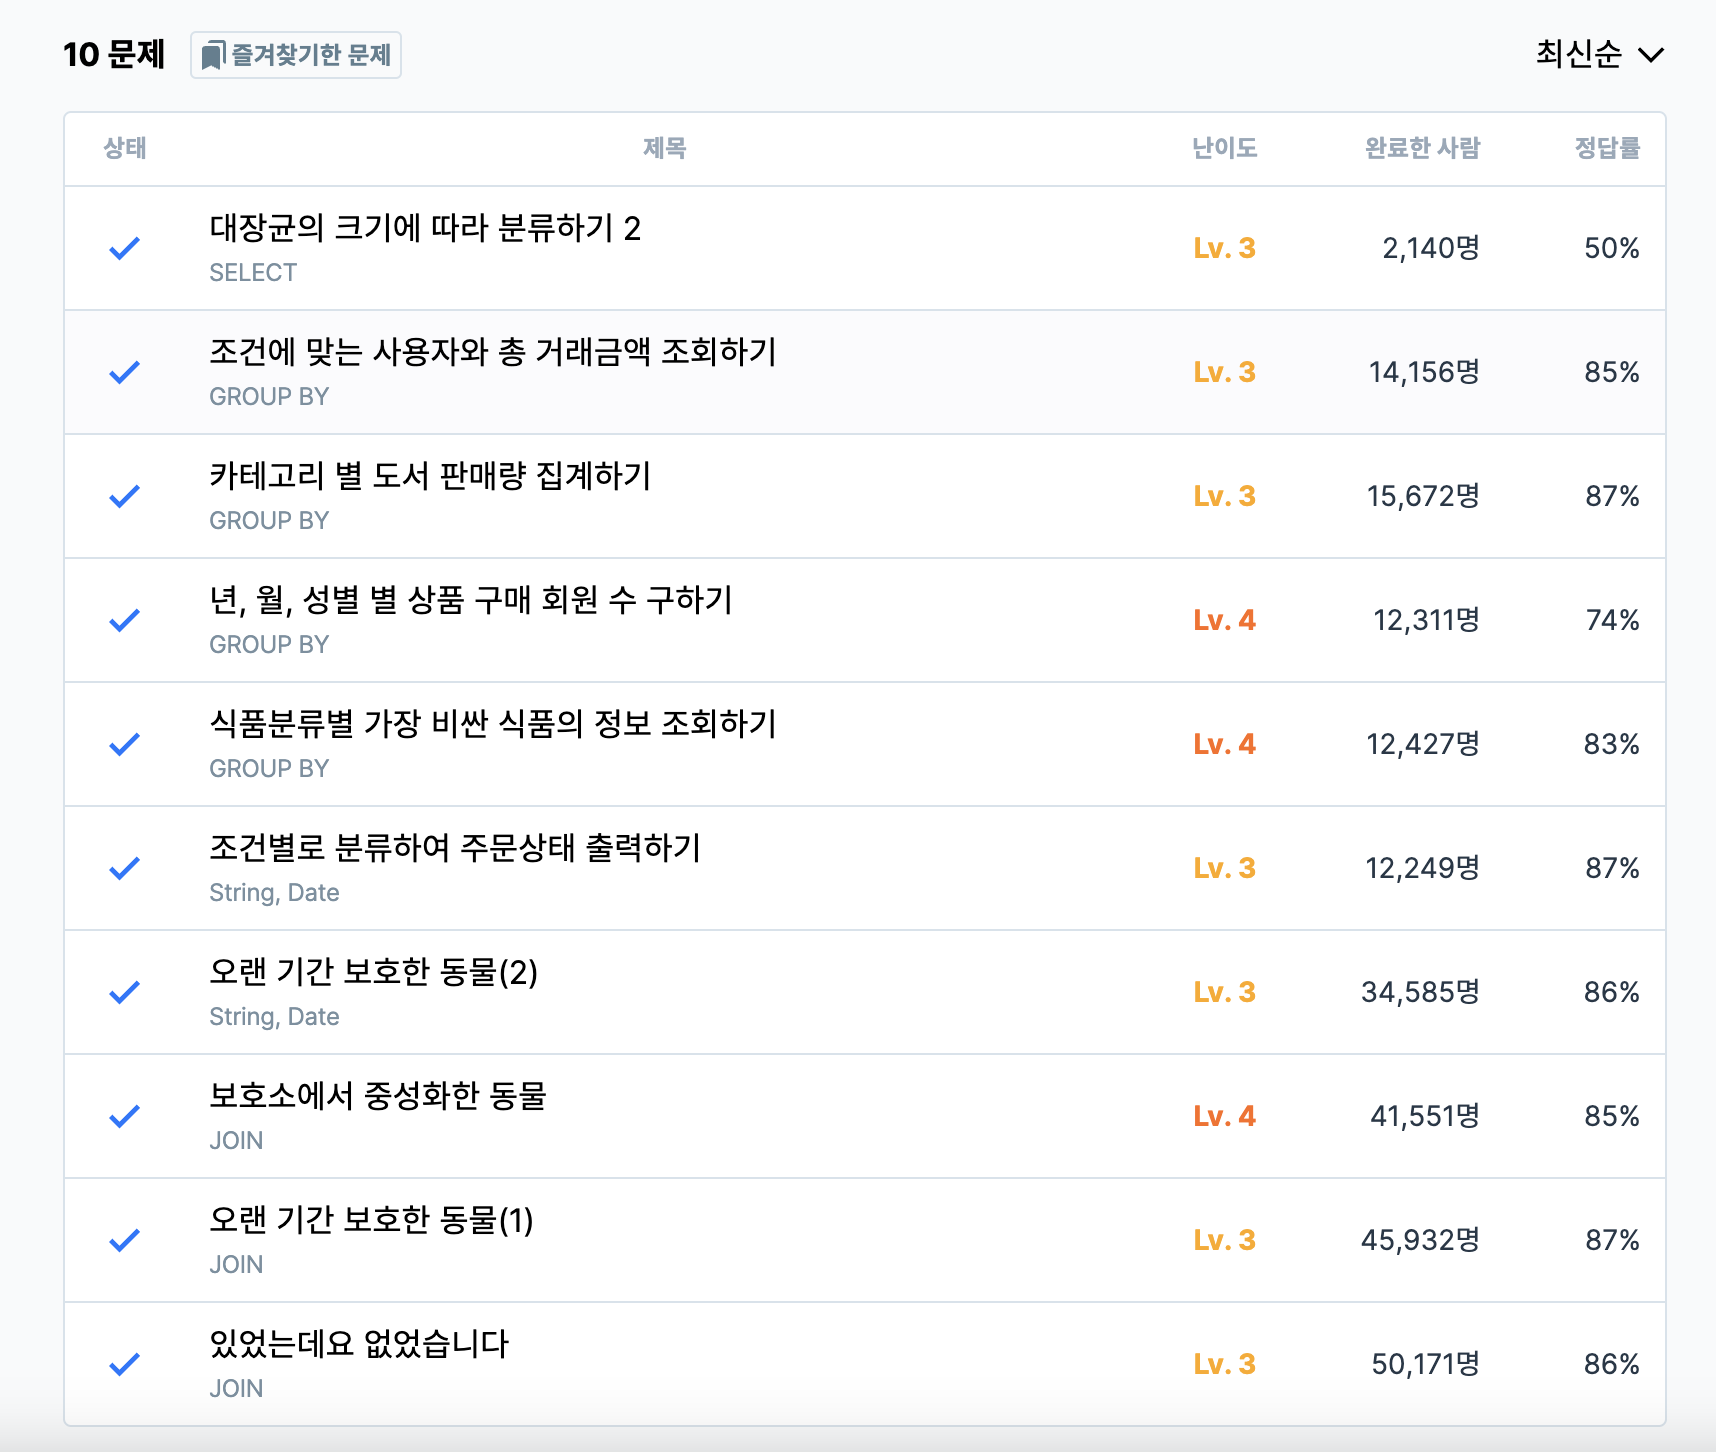 10 문제 즐겨찾기한 문제 최신순
상태 제목 난이도 완료한 사람 정답률
대장균의 크기에 따라 분류하기 2
SELECT
Lv. 3 2,140명 50%
조건에 맞는 사용자와 총 거래금액 조회하기
GROUP BY
Lv. 3 14,156명 85%
카테고리 별 도서 판매량 집계하기
GROUP BY
Lv. 3 15,672명 87%
년, 월, 성별 별 상품 구매 회원 수 구하기
GROUP BY
Lv. 4 12,311명 74%
식품분류별 가장 비싼 식품의 정보 조회하기
GROUP BY
Lv. 4 12,427명 83%
조건별로 분류하여 주문상태 출력하기
String, Date
Lv. 3 12,249명 87%
오랜 기간 보호한 동물(2)
String, Date
Lv. 3 34,585명 86%
보호소에서 중성화한 동물
JOIN
Lv. 4 41,551명 85%
오랜 기간 보호한 동물(1)
JOIN
Lv. 3 45,932명 87%
있었는데요 없었습니다
JOIN
Lv. 3 50,171명 86%